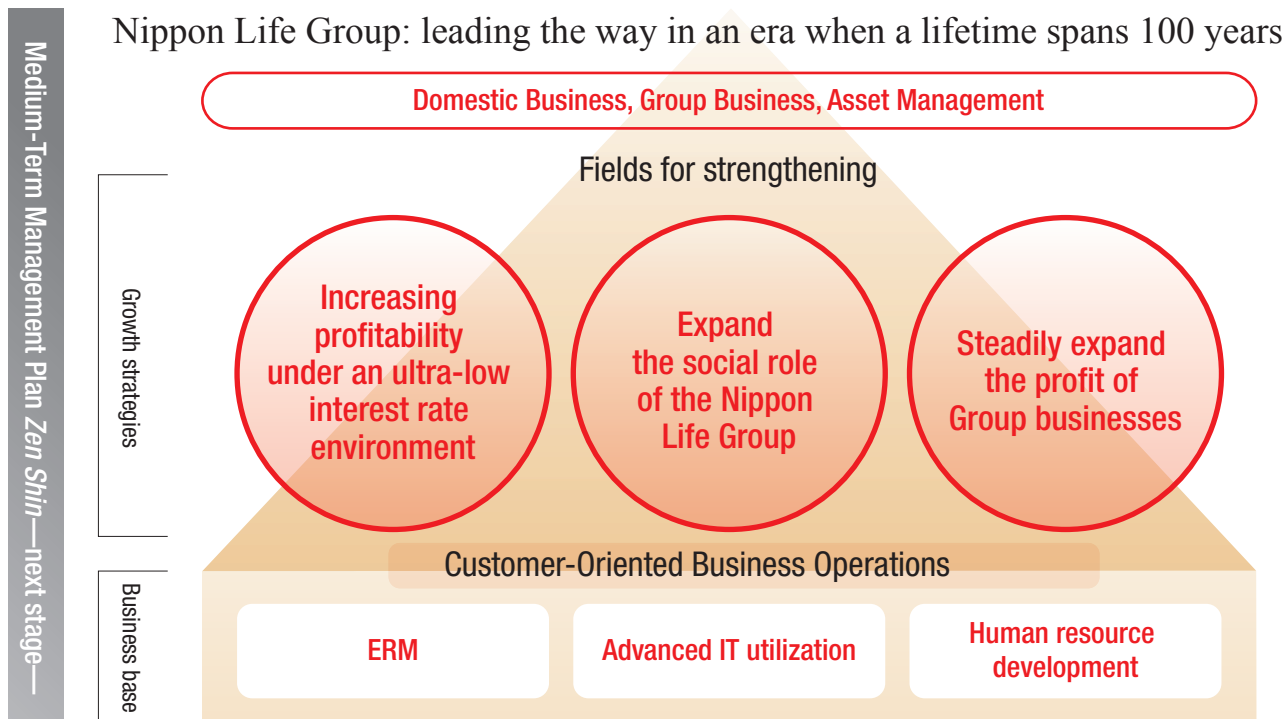 Nippon Life Group: leading the way in an era when a lifetime spans 100 years
Medium-Term Management Plan Zen Shin—next stage—
Domestic Business, Group Business, Asset Management
Fields for strengthening
Growth strategies
Increasing
profitability
under an ultra-low
interest rate
environment
Expand
the social role
of the Nippon
Life Group
Steadily expand
the profit of
Group businesses
Customer-Oriented Business Operations
Business base
ERM
Advanced IT utilization
Human resource
development